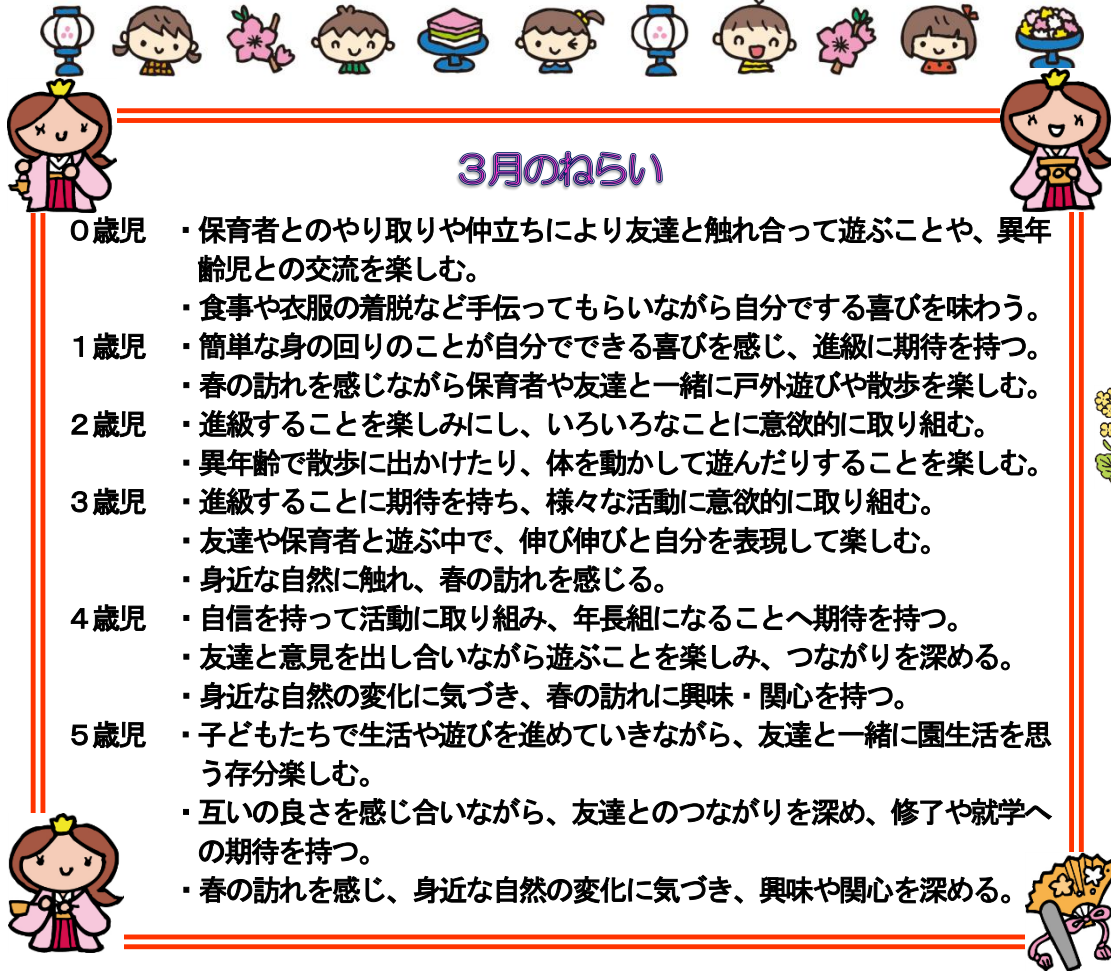 ３月のねらい
０歳児　・保育者とのやり取りや仲立ちにより友達と触れ合って遊ぶことや、異年
齢児との交流を楽しむ。
・食事や衣服の着脱など手伝ってもらいながら自分でする喜びを味わう。
１歳児　・簡単な身の回りのことが自分でできる喜びを感じ、進級に期待を持つ。
・春の訪れを感じながら保育者や友達と一緒に戸外遊びや散歩を楽しむ。
２歳児　・進級することを楽しみにし、いろいろなことに意欲的に取り組む。
・異年齢で散歩に出かけたり、体を動かして遊んだりすることを楽しむ。
３歳児　・進級することに期待を持ち、様々な活動に意欲的に取り組む。
・友達や保育者と遊ぶ中で、伸び伸びと自分を表現して楽しむ。
・身近な自然に触れ、春の訪れを感じる。
４歳児　・自信を持って活動に取り組み、年長組になることへ期待を持つ。
・友達と意見を出し合いながら遊ぶことを楽しみ、つながりを深める。
・身近な自然の変化に気づき、春の訪れに興味・関心を持つ。
５歳児　・子どもたちで生活や遊びを進めていきながら、友達と一緒に園生活を思
う存分楽しむ。
・互いの良さを感じ合いながら、友達とのつながりを深め、修了や就学へ
の期待を持つ。
・春の訪れを感じ、身近な自然の変化に気づき、興味や関心を深める。